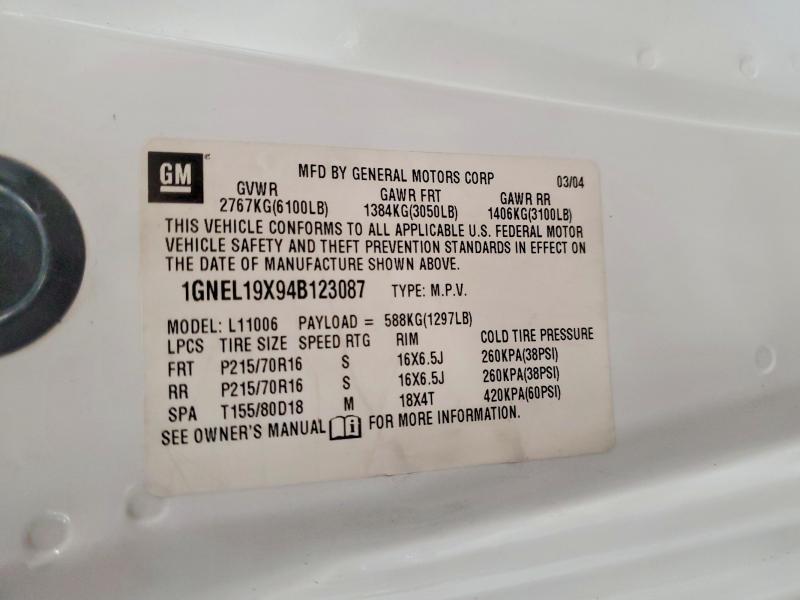 GM
MFD BY GENERAL MOTORS CORP 03/04
GVWR GAWR FRT GAWR RR
2767KG(6100LB) 1384KG(3050LB) 1406KG(3100LB)
THIS VEHICLE CONFORMS TO ALL APPLICABLE U.S. FEDERAL MOTOR
VEHICLE SAFETY AND THEFT PREVENTION STANDARDS IN EFFECT ON
THE DATE OF MANUFACTURE SHOWN ABOVE.
1GNEL19X94B123087 TYPE: M.P.V.
MODEL: L11006 PAYLOAD = 588KG(1297LB)
LPCS TIRE SIZE SPEED RTG RIM COLD TIRE PRESSURE
FRT P215/70R16 S 16X6.5J 260KPA(38PSI)
RR P215/70R16 S 16X6.5J 260KPA(38PSI)
SPA T155/80D18 M 18X4T 420KPA(60PSI)
SEE OWNER'S MANUAL FOR MORE INFORMATION.